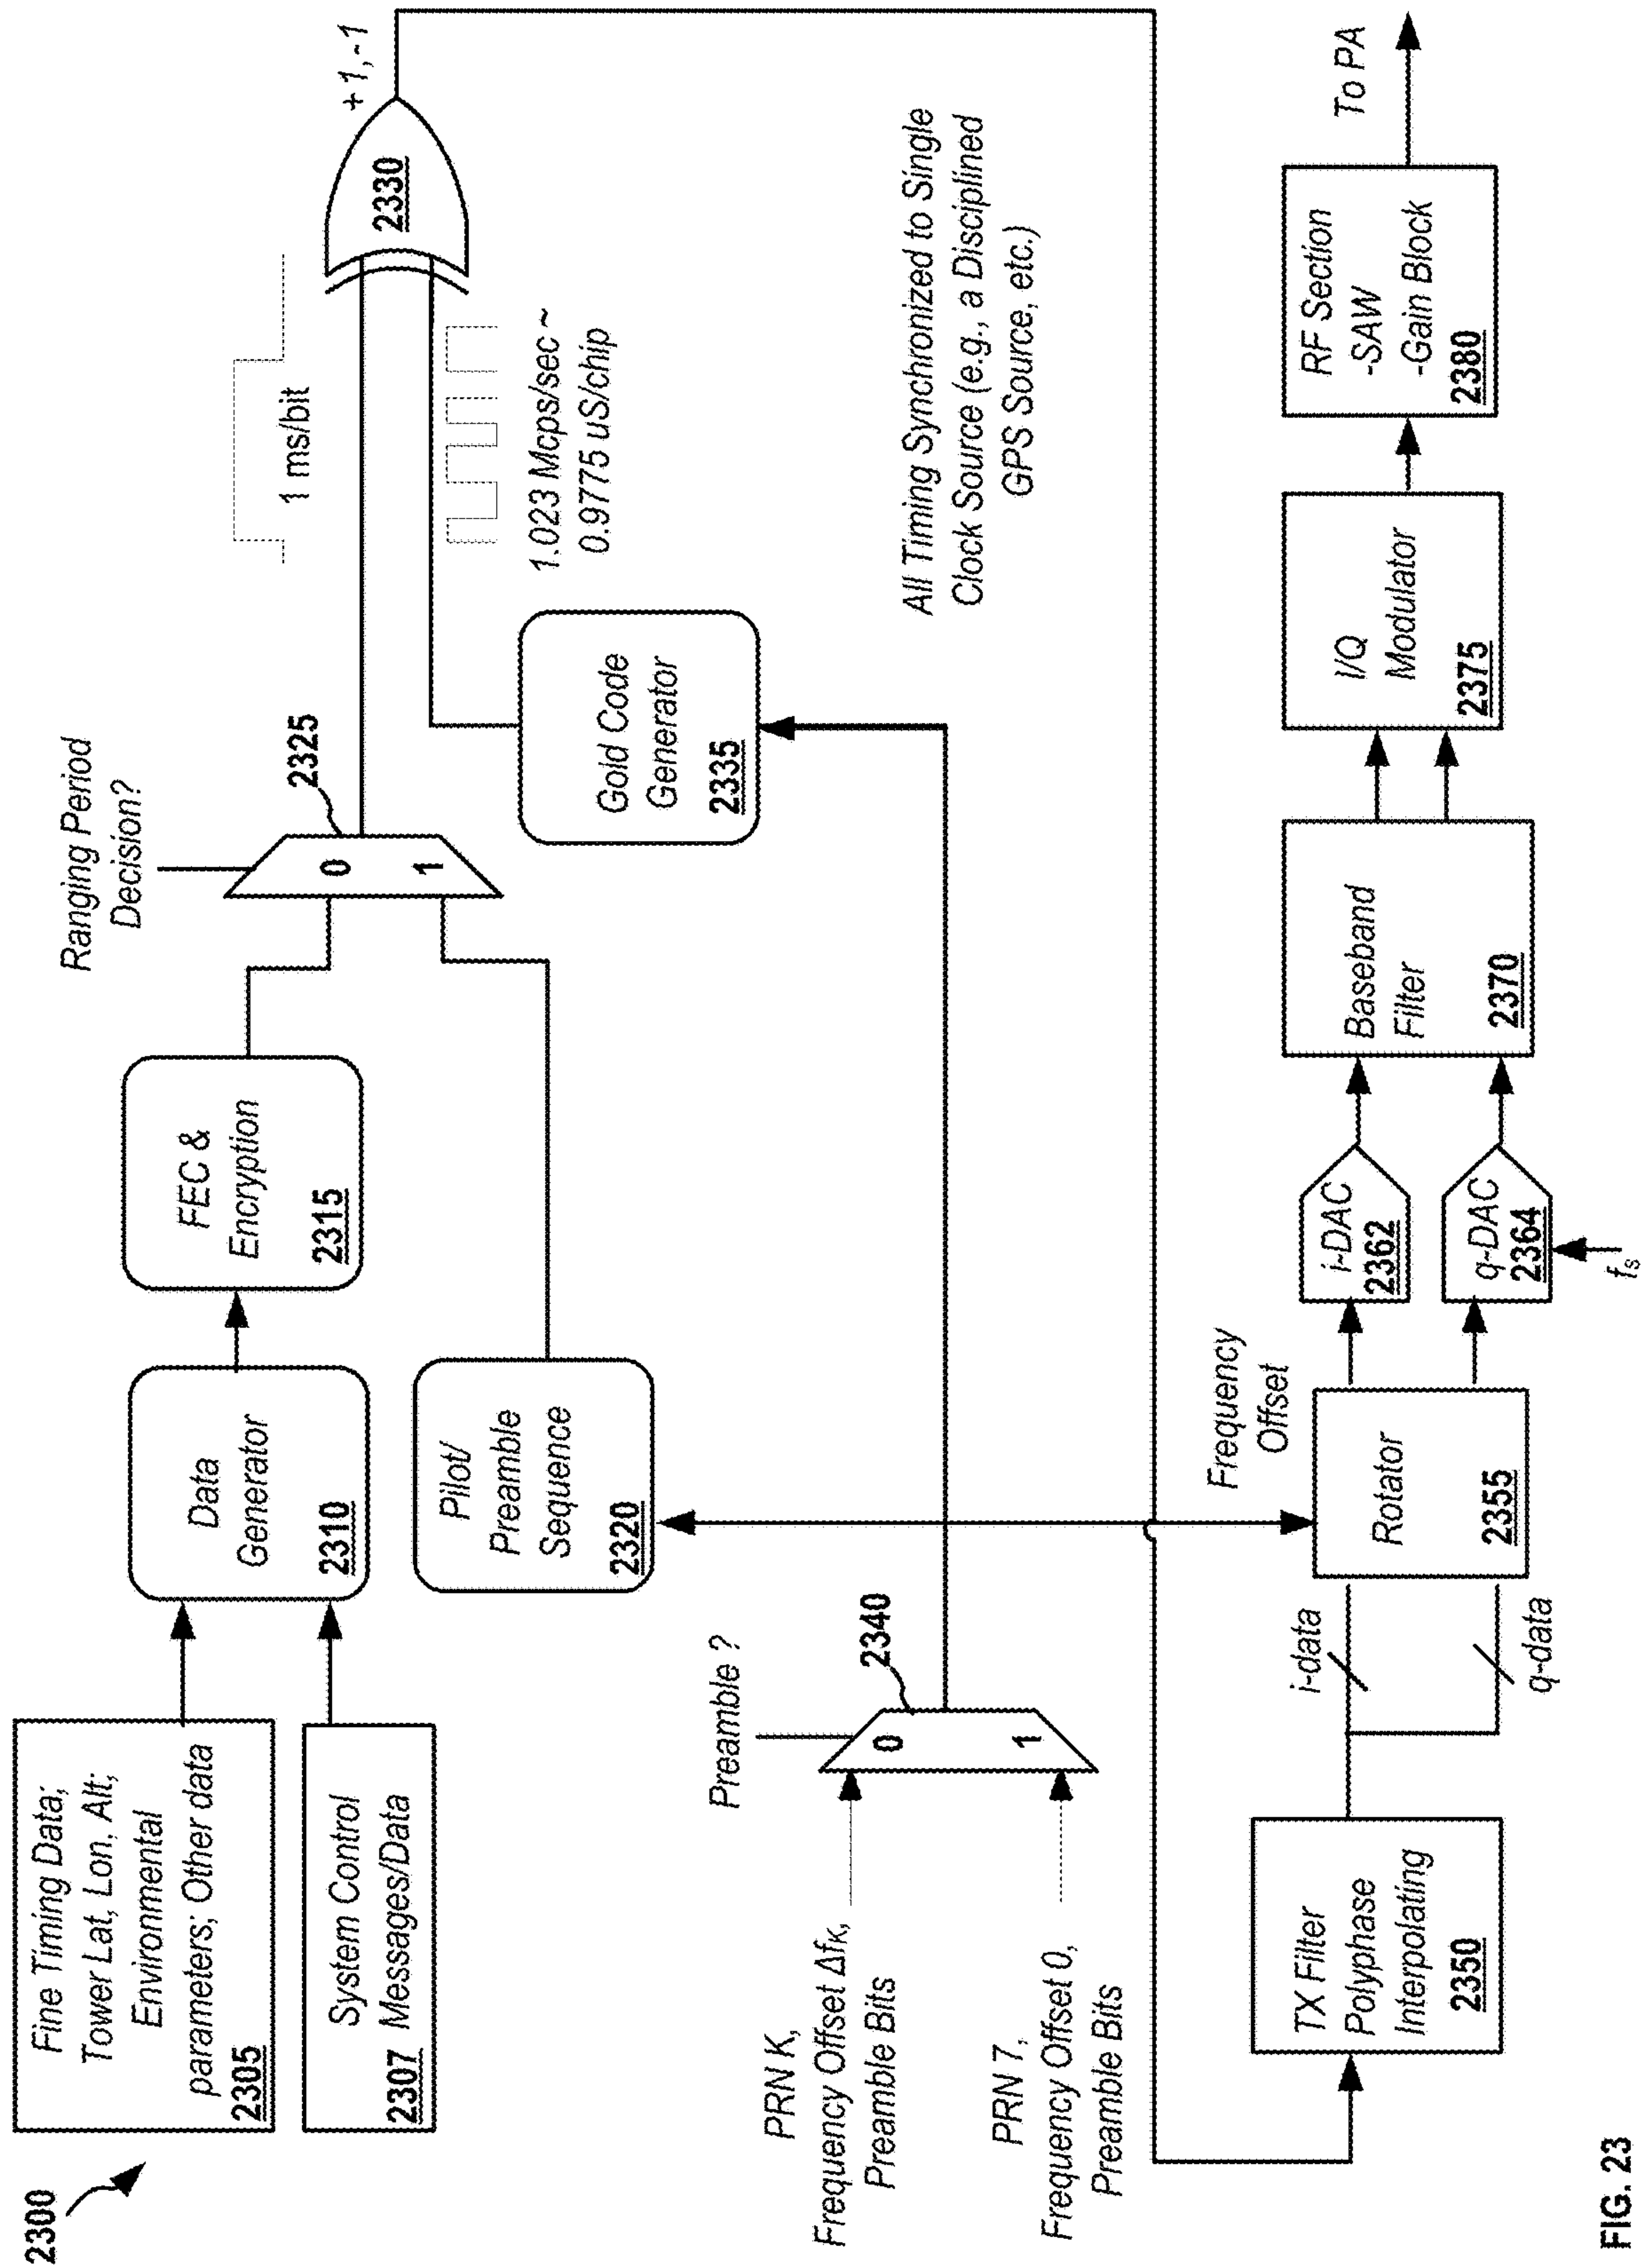 2300
Fine Timing Data;
Tower Lat, Lon, Alt;
Environmental
parameters; Other data
2305
System Control
2307 Messages/Data
Data
Generator
2310
FEC &
Encryption
2315
Pilot/
Preamble
Sequence
2320
Ranging Period
Decision?
2325
0
1
1 ms/bit
2330
+1,-1
1.023 Mcps/sec ~
0.9775 uS/chip
Gold Code
Generator
2335
All Timing Synchronized to Single
Clock Source (e.g., a Disciplined
GPS Source, etc.)
Preamble ?
2340
0
1
PRN K,
Frequency Offset ΔfK,
Preamble Bits
PRN 7,
Frequency Offset 0,
Preamble Bits
TX Filter
Polyphase
Interpolating
2350
i-data
q-data
Frequency
Offset
Rotator
2355
i-DAC
2362
q-DAC
2364
fs
Baseband
Filter
2370
I/Q
Modulator
2375
RF Section
-SAW
-Gain Block
2380
To PA
FIG. 23